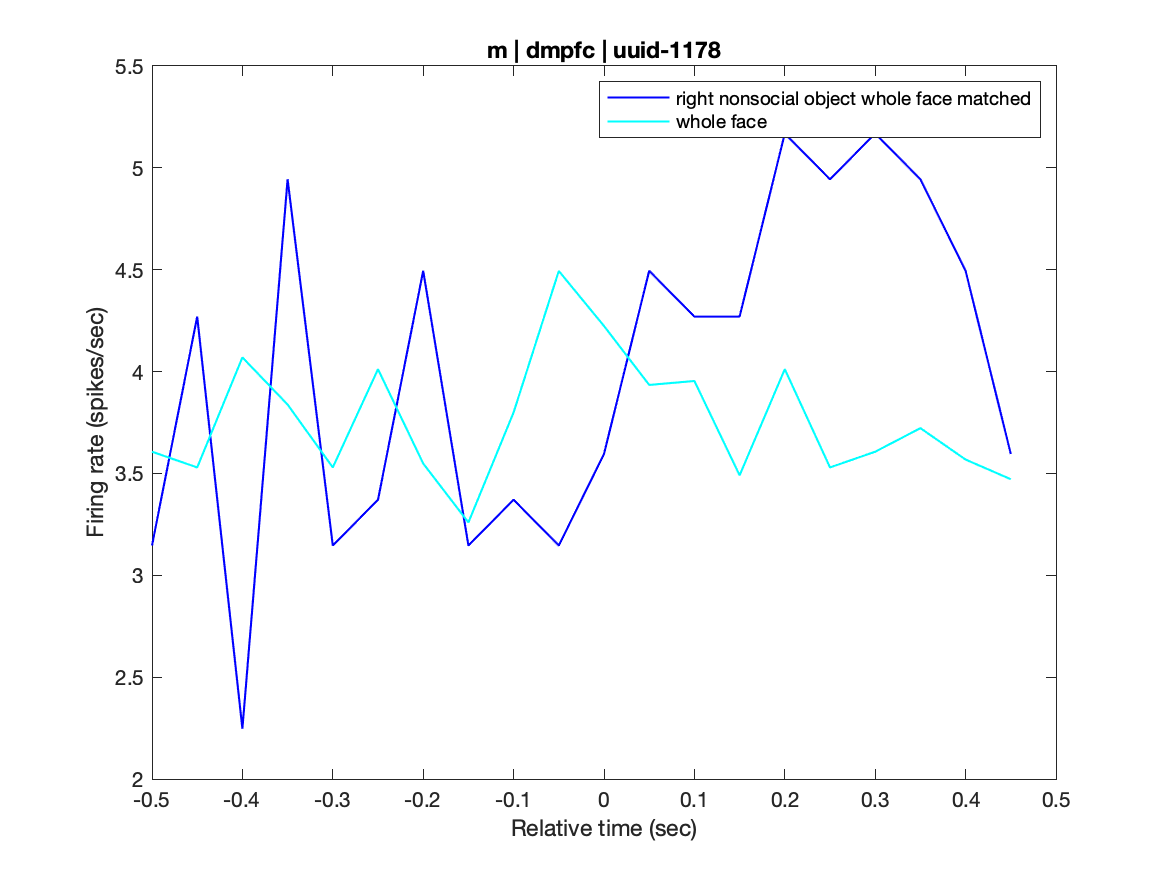 m | dmpfc | uuid-1178
right nonsocial object whole face matched
whole face
Firing rate (spikes/sec)
5.5
5
4.5
4
3.5
3
2.5
2
-0.5 -0.4 -0.3 -0.2 -0.1 0 0.1 0.2 0.3 0.4 0.5
Relative time (sec)